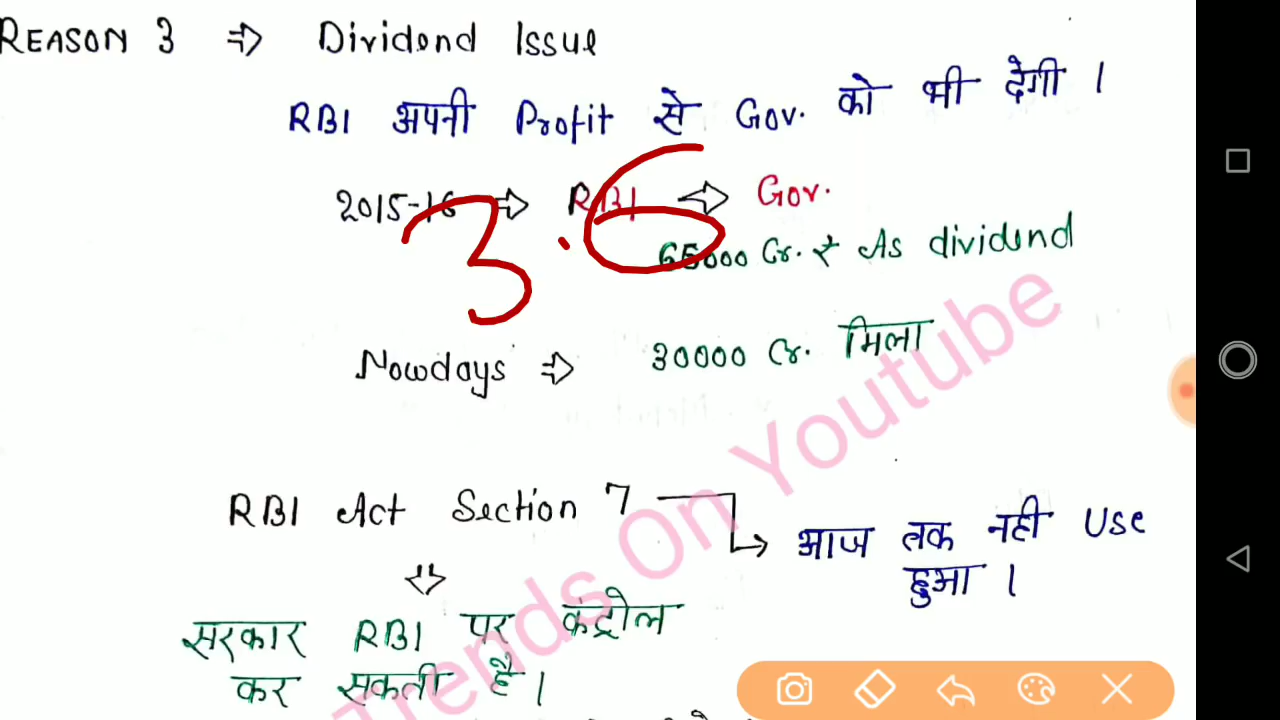 REASON 3 ⇒ Dividend Issue
RBI अपनी Profit से Gov. को भी देगी ।
2015-16 ⇒ RBI ⇒ Gov.
3.6
65000 Cr. ₹ As dividend
Nowdays ⇒ 30000 Cr. मिला
RBI Act Section 7
आज तक नही Use
हुआ ।
सरकार RBI पर कंट्रोल
कर सकती है ।
Trends On Youtube